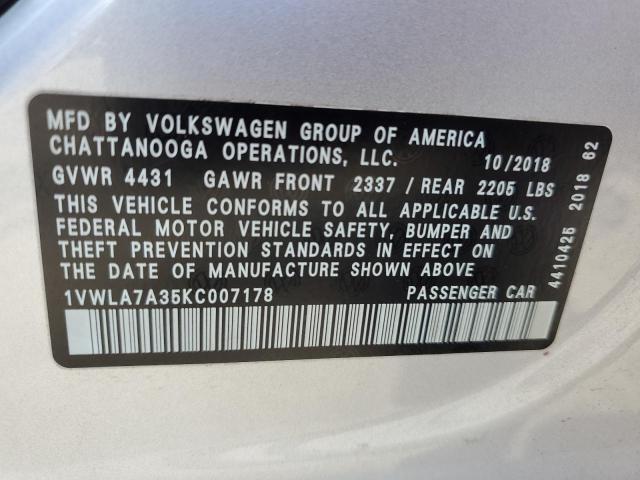 MFD BY VOLKSWAGEN GROUP OF AMERICA
CHATTANOOGA OPERATIONS, LLC. 10/2018
GVWR 4431 GAWR FRONT 2337 / REAR 2205 LBS
THIS VEHICLE CONFORMS TO ALL APPLICABLE U.S.
FEDERAL MOTOR VEHICLE SAFETY, BUMPER AND
THEFT PREVENTION STANDARDS IN EFFECT ON
THE DATE OF MANUFACTURE SHOWN ABOVE
1VWLA7A35KC007178 PASSENGER CAR
4410425 2018 62